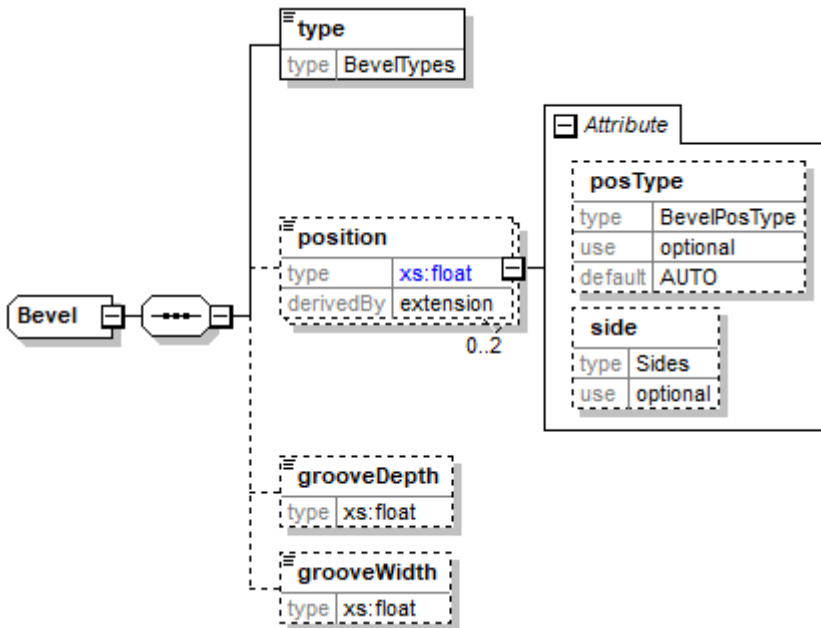 type
type BevelTypes
Attribute
posType
type BevelPosType
use optional
default AUTO
position
type xs:float
derivedBy extension
0..2
Bevel
side
type Sides
use optional
grooveDepth
type xs:float
grooveWidth
type xs:float